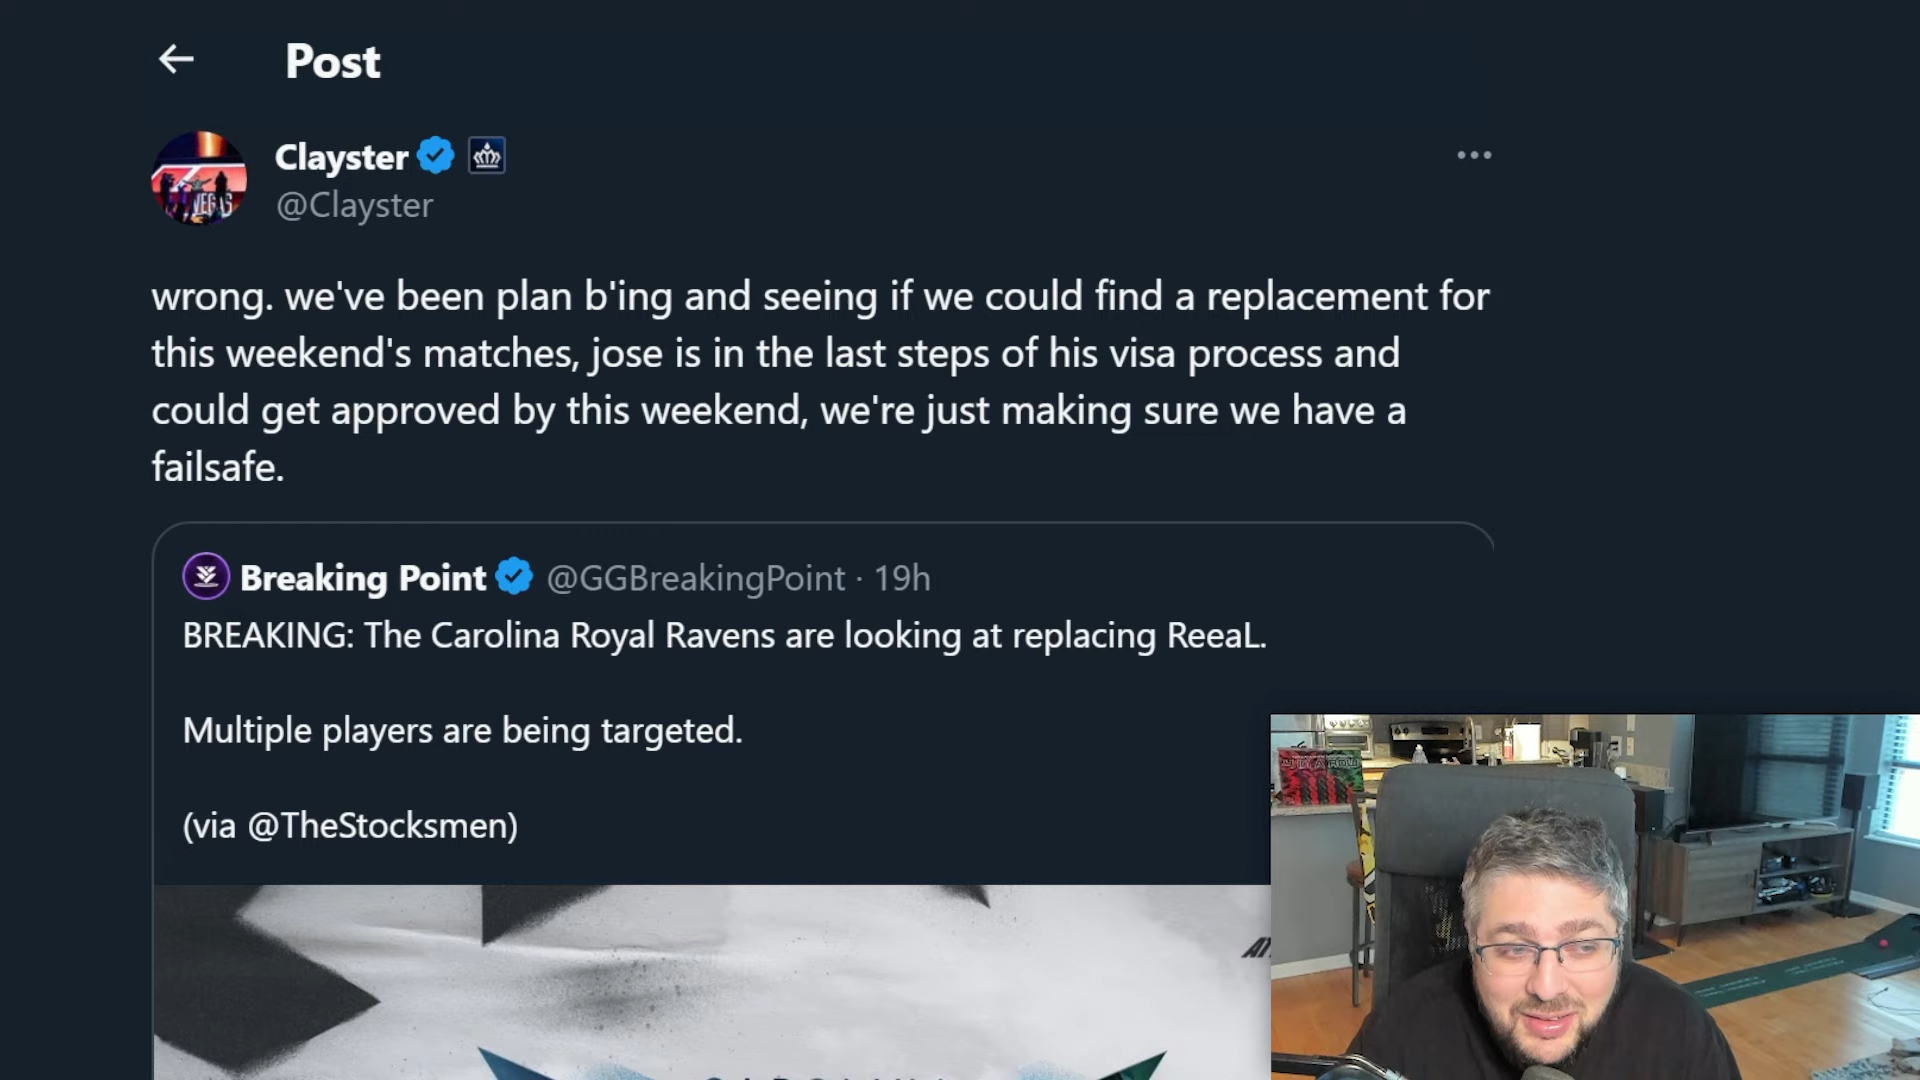 Post
Clayster
@Clayster
wrong. we've been plan b'ing and seeing if we could find a replacement for
this weekend's matches, jose is in the last steps of his visa process and
could get approved by this weekend, we're just making sure we have a
failsafe.
Breaking Point @GGBreakingPoint · 19h
BREAKING: The Carolina Royal Ravens are looking at replacing ReeaL.
Multiple players are being targeted.
(via @TheStocksmen)
VEGAS